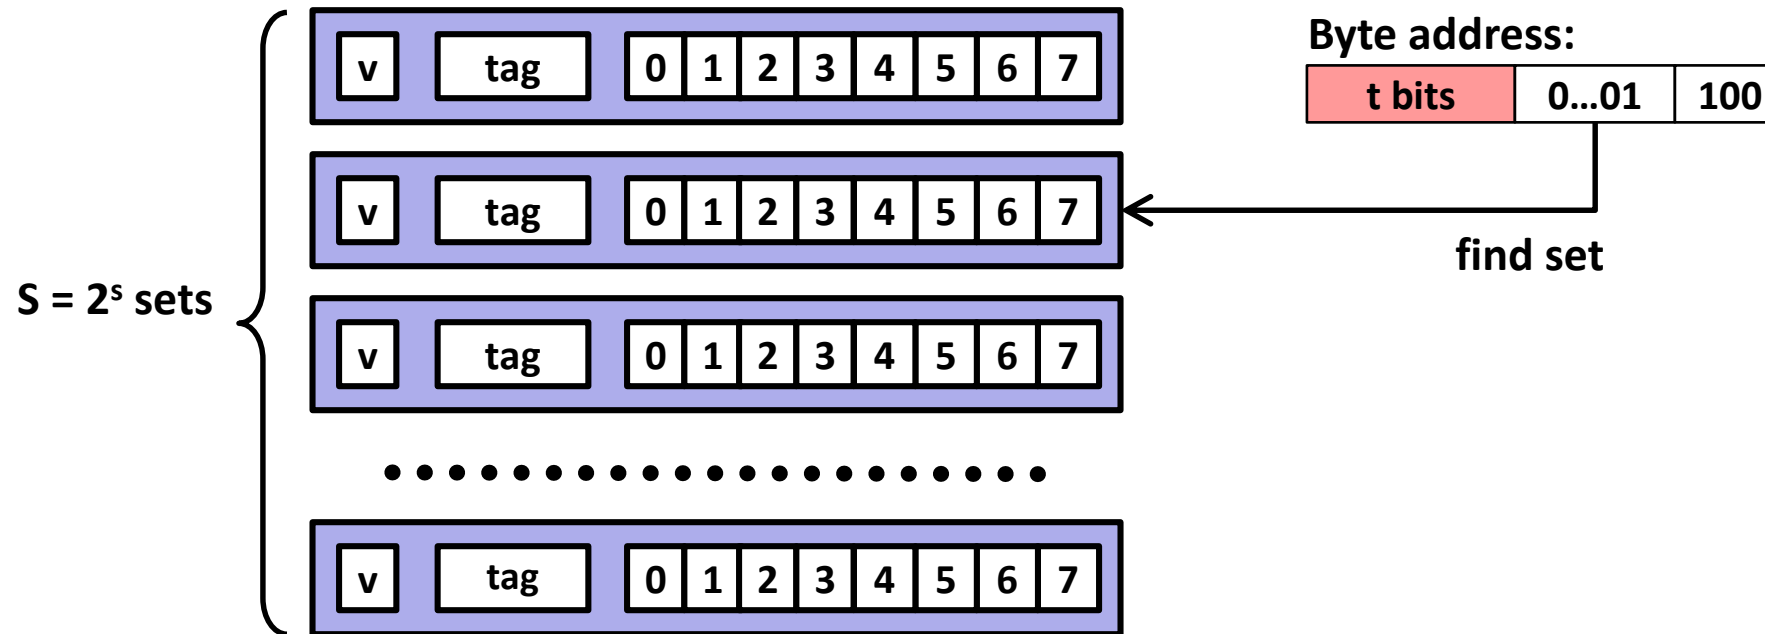 v tag 0 1 2 3 4 5 6 7
Byte address:
t bits 0...01 100
v tag 0 1 2 3 4 5 6 7
find set
S = 2ˢ sets
v tag 0 1 2 3 4 5 6 7
v tag 0 1 2 3 4 5 6 7